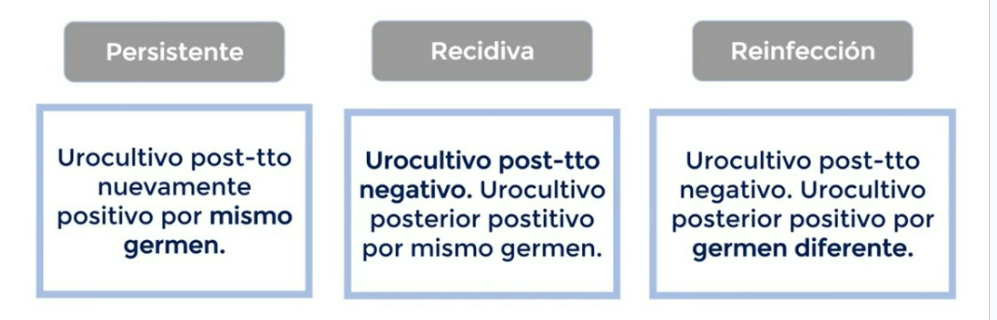 Persistente
Urocultivo post-tto
nuevamente
positivo por mismo
germen.
Recidiva
Urocultivo post-tto
negativo. Urocultivo
posterior postitivo
por mismo germen.
Reinfección
Urocultivo post-tto
negativo. Urocultivo
posterior positivo por
germen diferente.